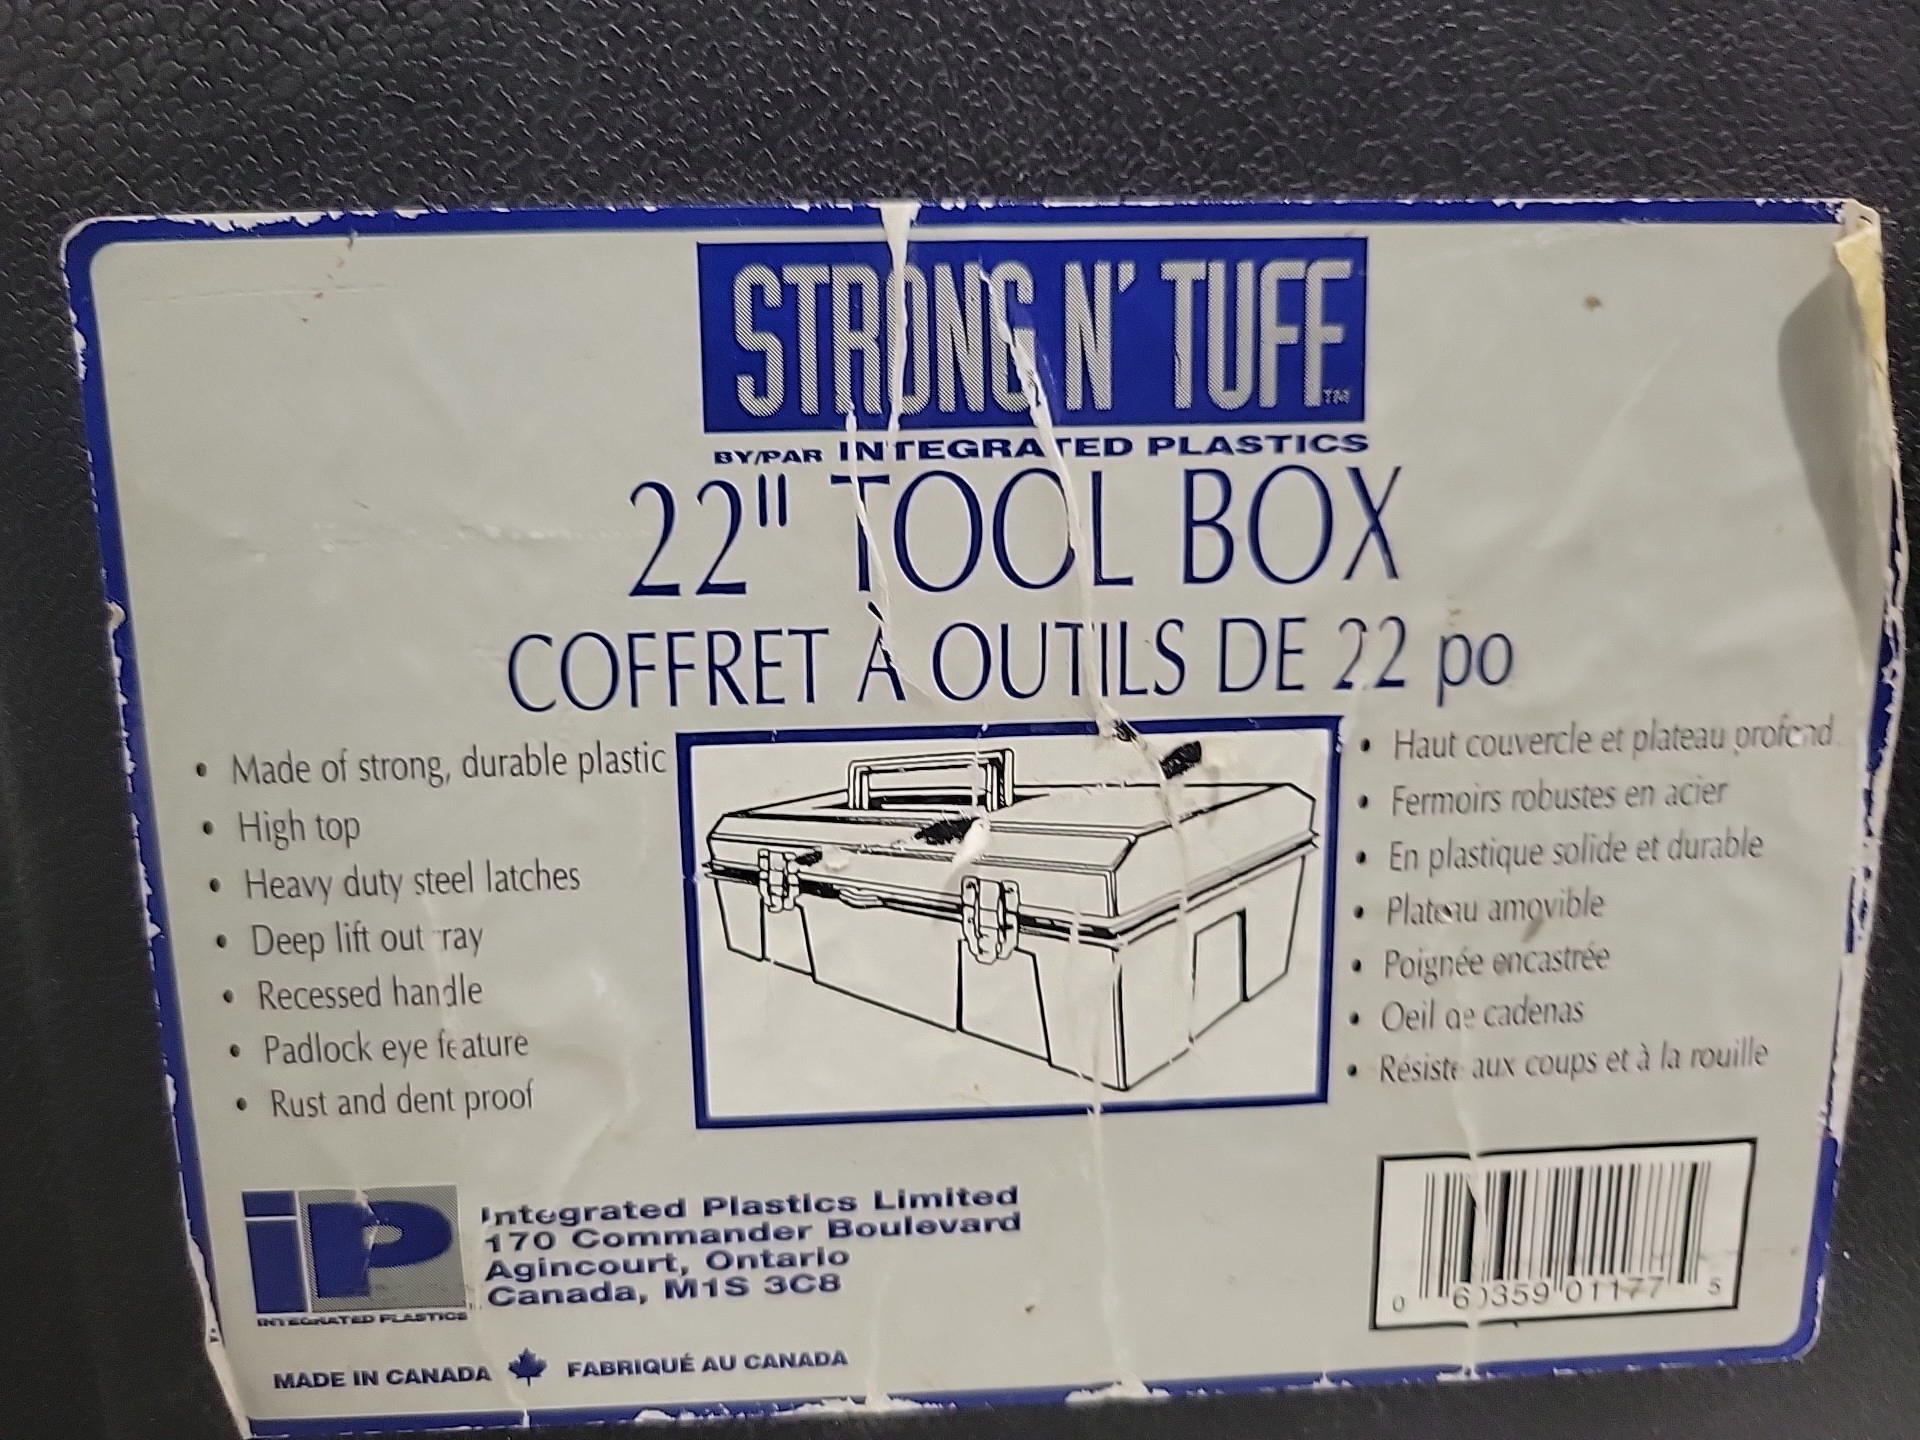 STRONG N' TUFF™
BY/PAR INTEGRATED PLASTICS
22" TOOL BOX
COFFRET À OUTILS DE 22 po
• Made of strong, durable plastic
• High top
• Heavy duty steel latches
• Deep lift out tray
• Recessed handle
• Padlock eye feature
• Rust and dent proof
• Haut couvercle et plateau profond
• Fermoirs robustes en acier
• En plastique solide et durable
• Plateau amovible
• Poignée encastrée
• Oeil de cadenas
• Résiste aux coups et à la rouille
iP
INTEGRATED PLASTICS
Integrated Plastics Limited
170 Commander Boulevard
Agincourt, Ontario
Canada, M1S 3C8
MADE IN CANADA FABRIQUÉ AU CANADA
0 60359 01177 5